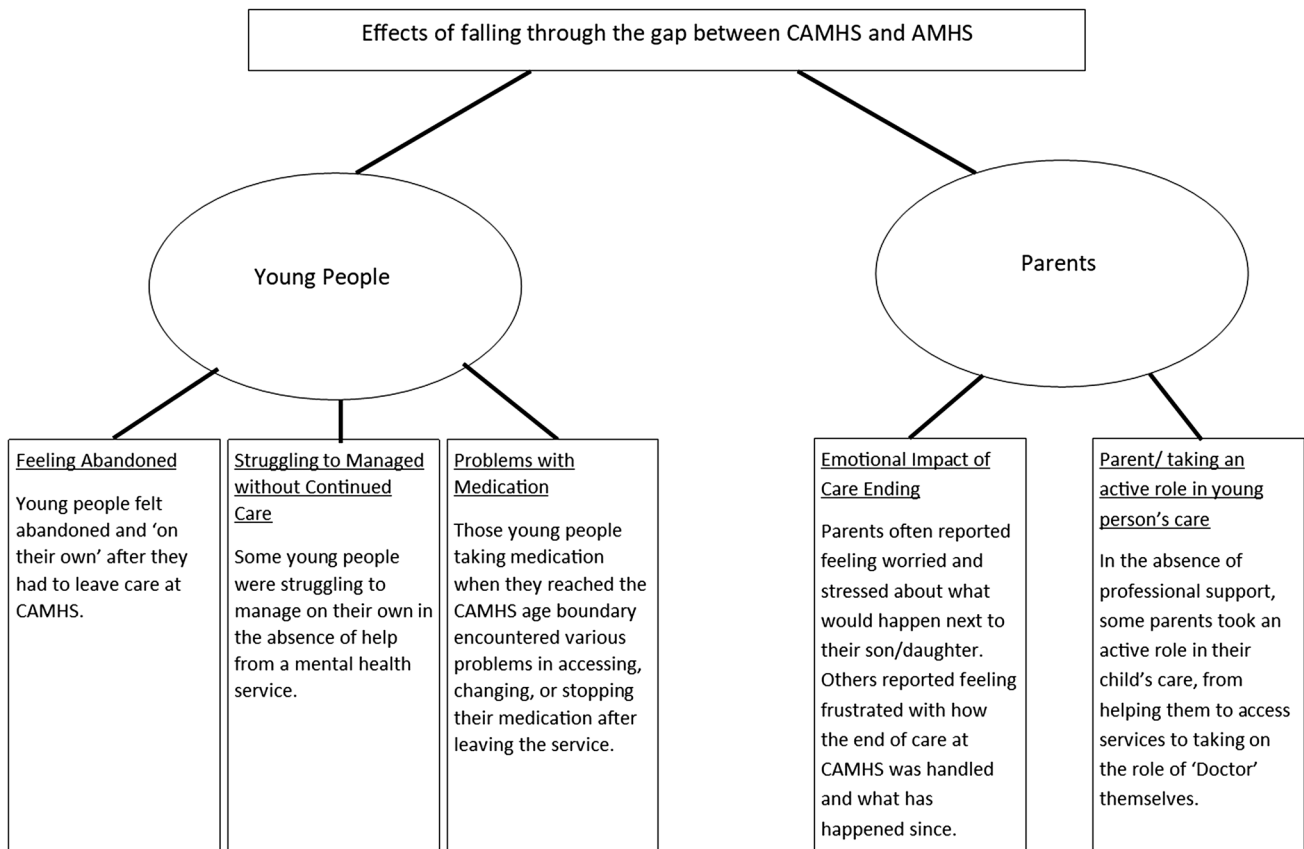 Effects of falling through the gap between CAMHS and AMHS
Young People
Parents
Feeling Abandoned
Young people felt
abandoned and ‘on
their own’ after they
had to leave care at
CAMHS.
Struggling to Managed
without Continued
Care
Some young people
were struggling to
manage on their own in
the absence of help
from a mental health
service.
Problems with
Medication
Those young people
taking medication
when they reached the
CAMHS age boundary
encountered various
problems in accessing,
changing, or stopping
their medication after
leaving the service.
Emotional Impact of
Care Ending
Parents often reported
feeling worried and
stressed about what
would happen next to
their son/daughter.
Others reported feeling
frustrated with how
the end of care at
CAMHS was handled
and what has
happened since.
Parent/ taking an
active role in young
person’s care
In the absence of
professional support,
some parents took an
active role in their
child’s care, from
helping them to access
services to taking on
the role of ‘Doctor’
themselves.